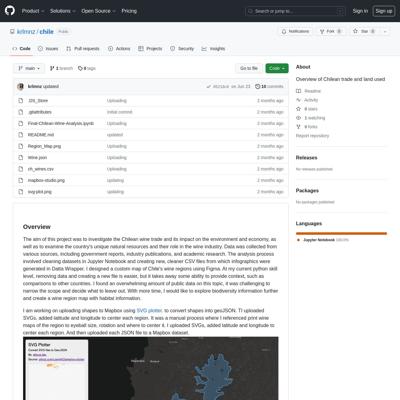 Product Solutions Open Source Pricing
Search or jump to...
Sign in Sign up
krlmnz / chile Public
Notifications Fork 0 Star 0
Code Issues Pull requests Actions Projects Security Insights
main 1 branch 0 tags Go to file Code
krlmnz updated on Jun 23 10 commits
.DS_Store Uploading 2 months ago
.gitattributes Initial commit 2 months ago
Final-Chilean-Wine-Analysis.ipynb Uploading 2 months ago
README.md updated 2 months ago
Region_Map.png Uploading 2 months ago
Wine.json Uploading 2 months ago
ch_wines.csv Uploading 2 months ago
mapbox-studio.png updating 2 months ago
svg-plot.png updating 2 months ago
About
Overview of Chilean trade and land used
Readme
Activity
0 stars
1 watching
0 forks
Report repository
Releases
No releases published
Packages
No packages published
Languages
Jupyter Notebook 100.0%
Overview
The aim of this project was to investigate the Chilean wine trade and its impact on the environment and economy, as
well as to examine the country's unique natural resources and their role in the wine industry. Data was collected from
various sources, including government reports, industry publications, and academic research. The analysis process
involved cleaning datasets in Jupyter Notebook and creating new, cleaner CSV files from which infographics were
generated in Data Wrapper. I designed a custom map of Chile's wine regions using Figma. At my current python skill
level, removing data and creating a new file is easier, but it takes away some ability to provide context, such as
comparisons to other countries. I found an overwhelming amount of public data on this topic, it was challenging to
narrow the scope and decide what to leave out. With more time, I would like to explore biodiversity further
and create a wine region map with habitat information.
I am working on uploading shapes to Mapbox using SVG plotter. to convert shapes into geoJSON. TI uploaded
SVGs, added latitude and longitude to center each region. It was a manual process where I referenced print wine
maps of the region to eyeball size, rotation and where to center it. I uploaded SVGs, added latitude and longitude to
center each region. And then uploaded each JSON file to a Mapbox dataset.
SVG Plotter
Convert SVG files to GeoJSON